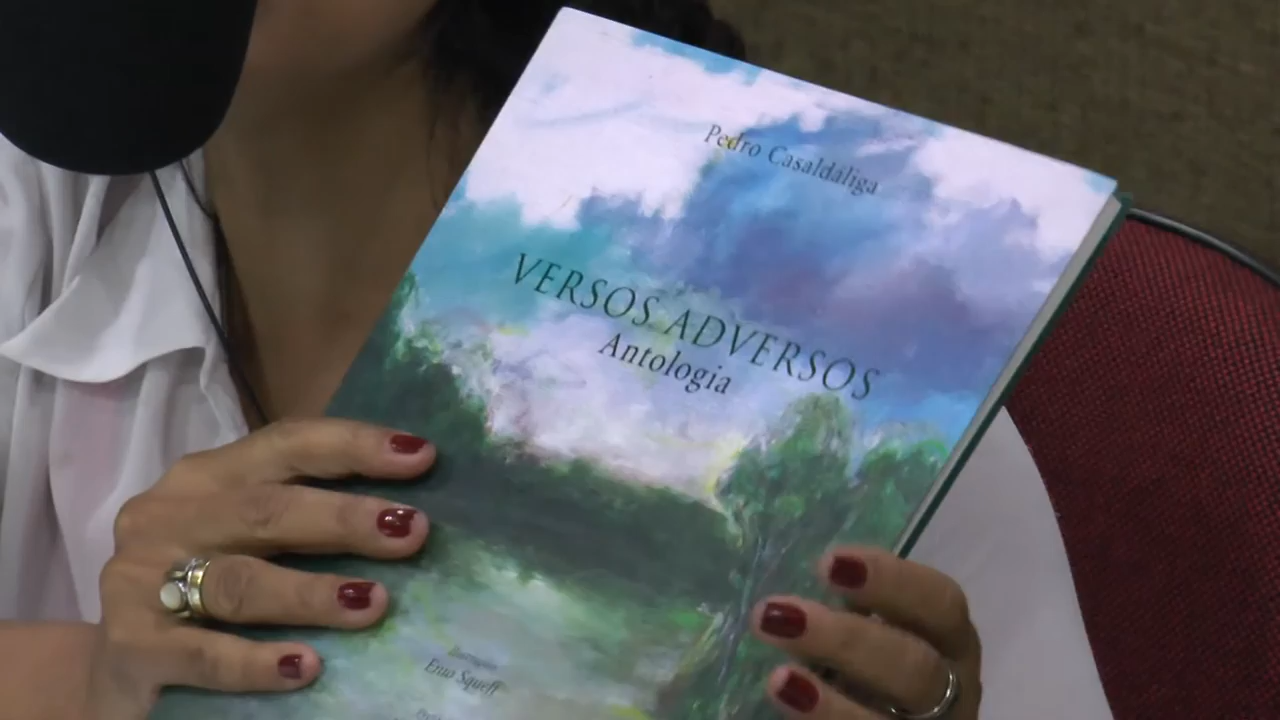 Pedro Casaldáliga
VERSOS ADVERSOS
Antologia
Ilustrações
Enio Squeff